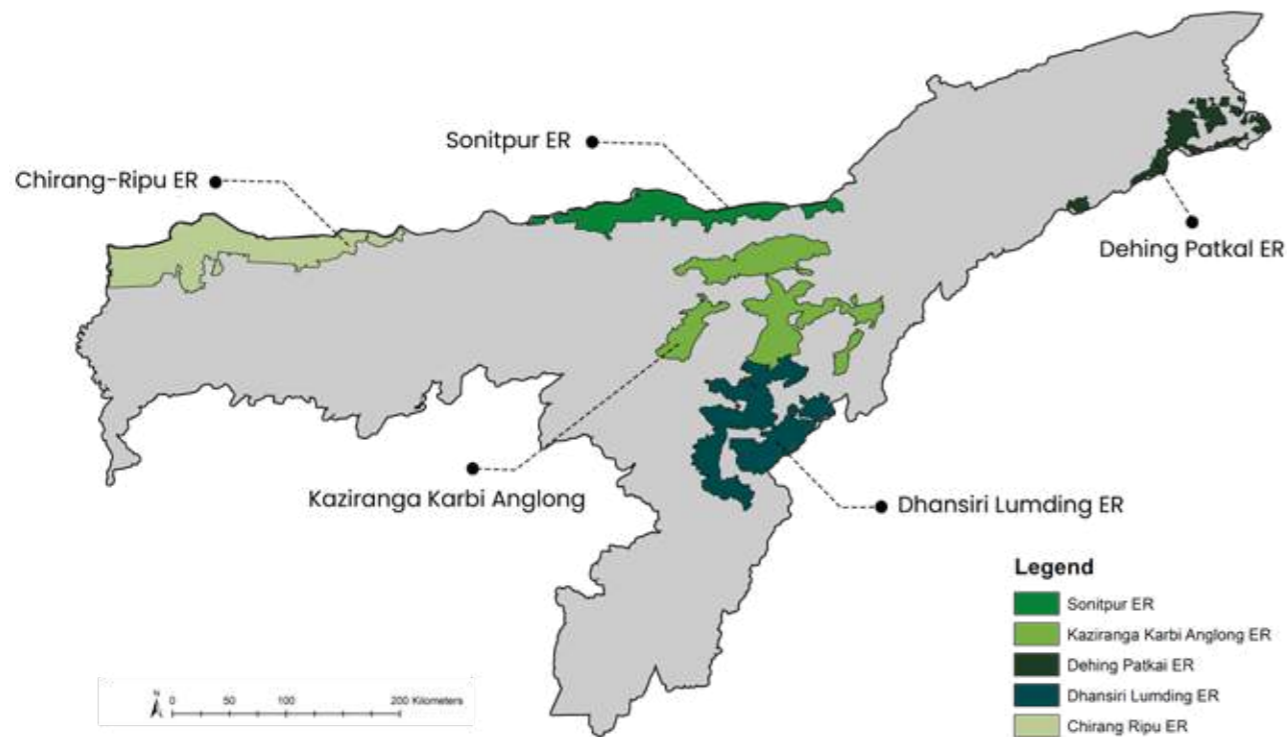 Sonitpur ER
Chirang-Ripu ER
Dehing Patkal ER
Kaziranga Karbi Anglong
Dhansiri Lumding ER
Legend
Sonitpur ER
Kaziranga Karbi Anglong ER
Dehing Patkai ER
Dhansiri Lumding ER
Chirang Ripu ER
N
0 50 100 200 Kilometers